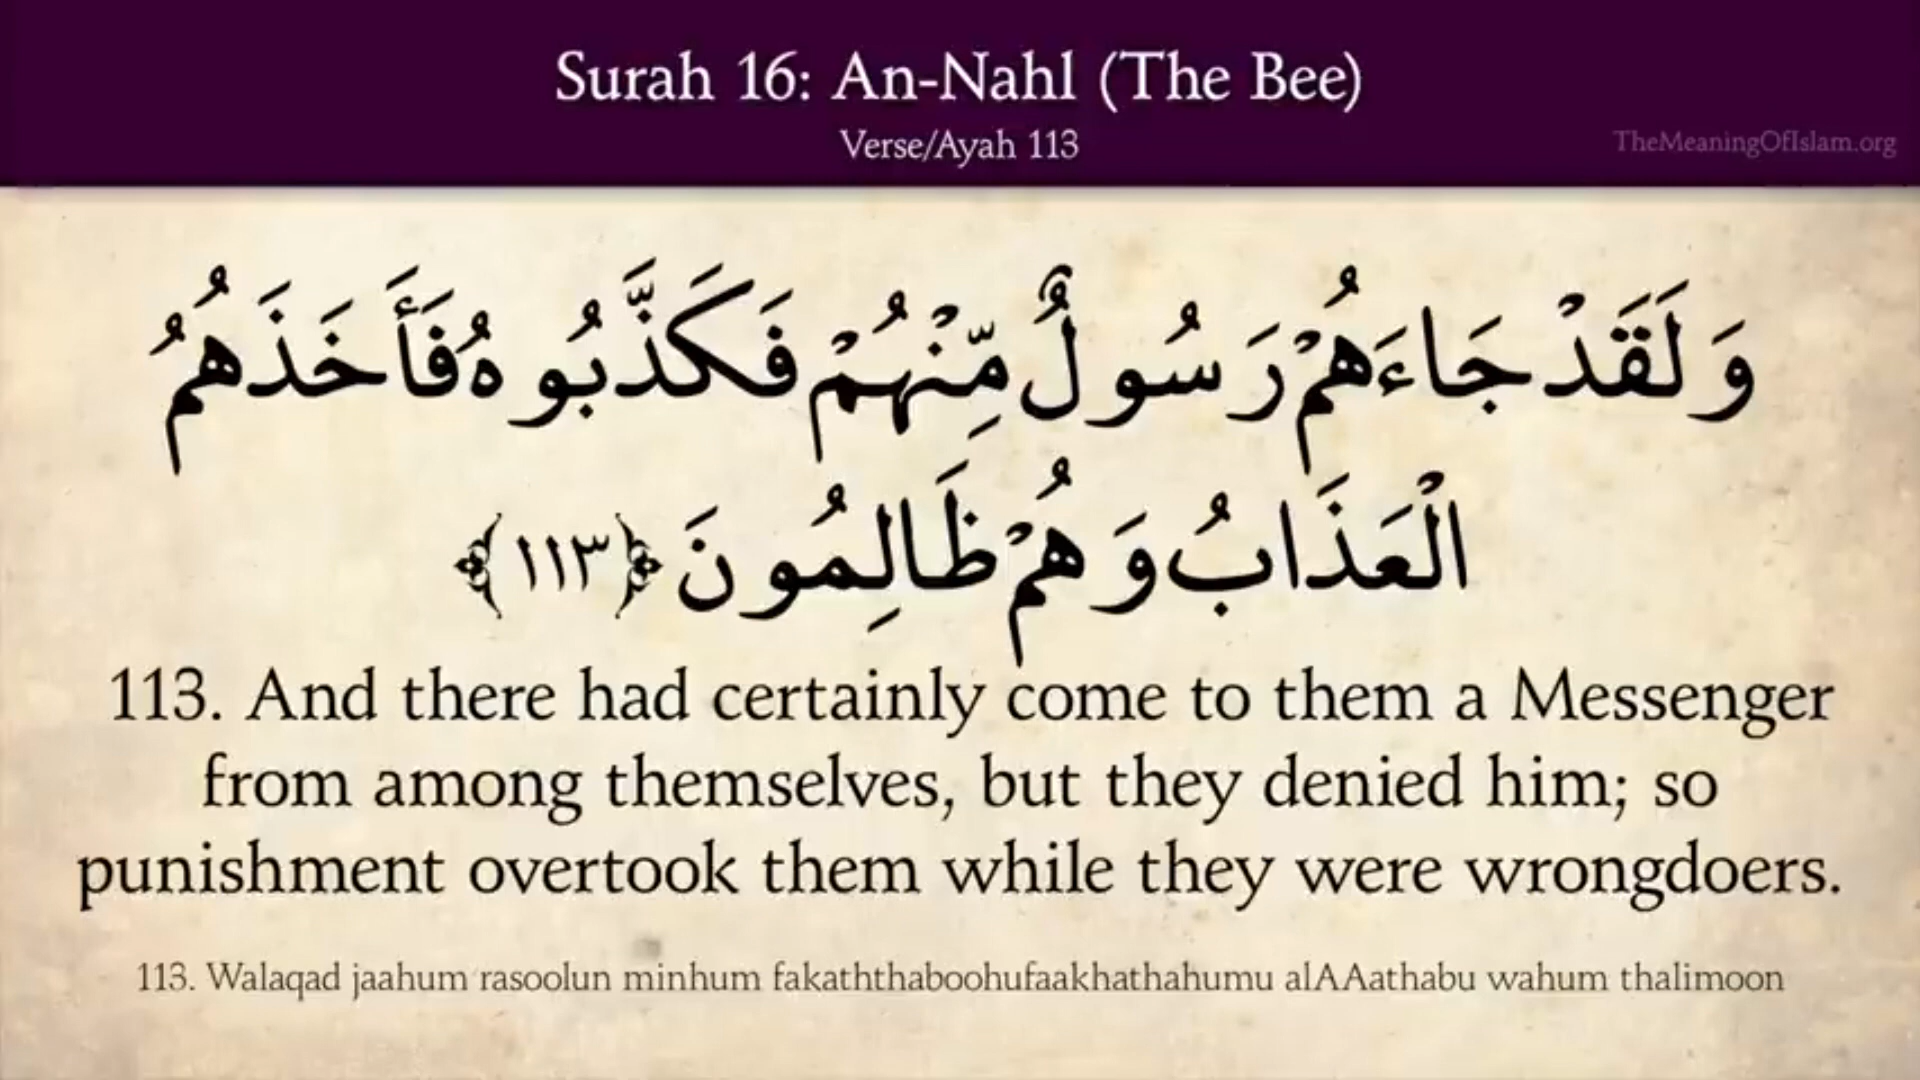 Surah 16: An-Nahl (The Bee)
Verse/Ayah 113
TheMeaningOfIslam.org
وَلَقَدْ جَاءَهُمْ رَسُولٌ مِّنْهُمْ فَكَذَّبُوهُ فَأَخَذَهُمُ
الْعَذَابُ وَهُمْ ظَالِمُونَ ﴿١١٣﴾
113. And there had certainly come to them a Messenger
from among themselves, but they denied him; so
punishment overtook them while they were wrongdoers.
113. Walaqad jaahum rasoolun minhum fakaththaboohufaakhathahumu alAAathabu wahum thalimoon